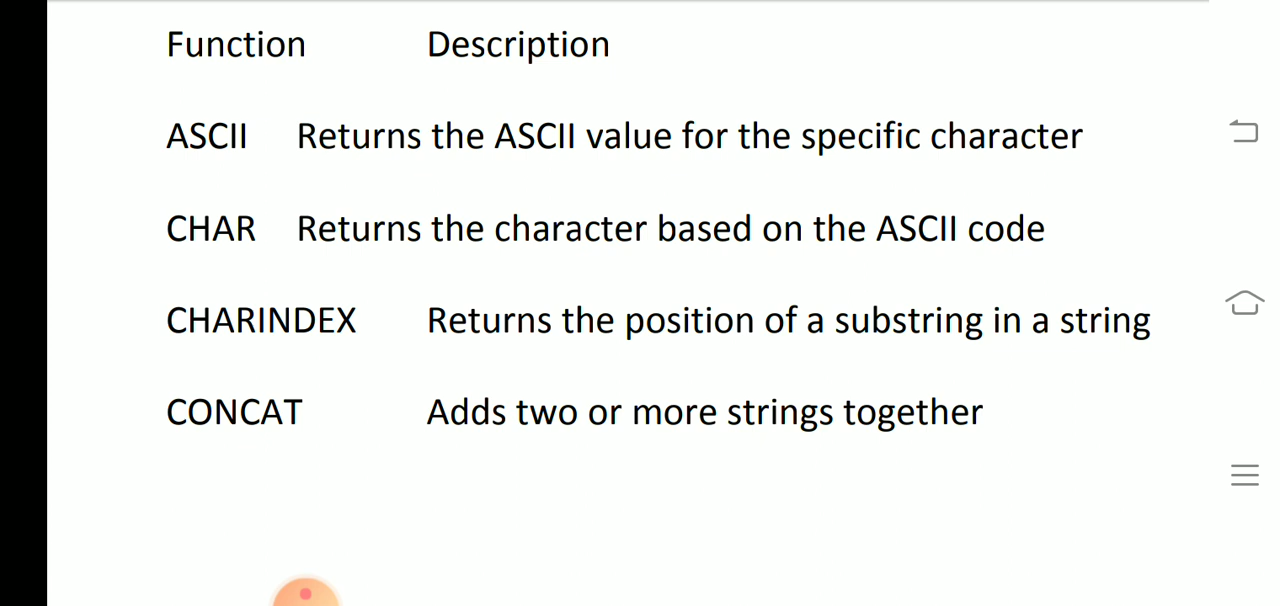 Function Description
ASCII Returns the ASCII value for the specific character
CHAR Returns the character based on the ASCII code
CHARINDEX Returns the position of a substring in a string
CONCAT Adds two or more strings together